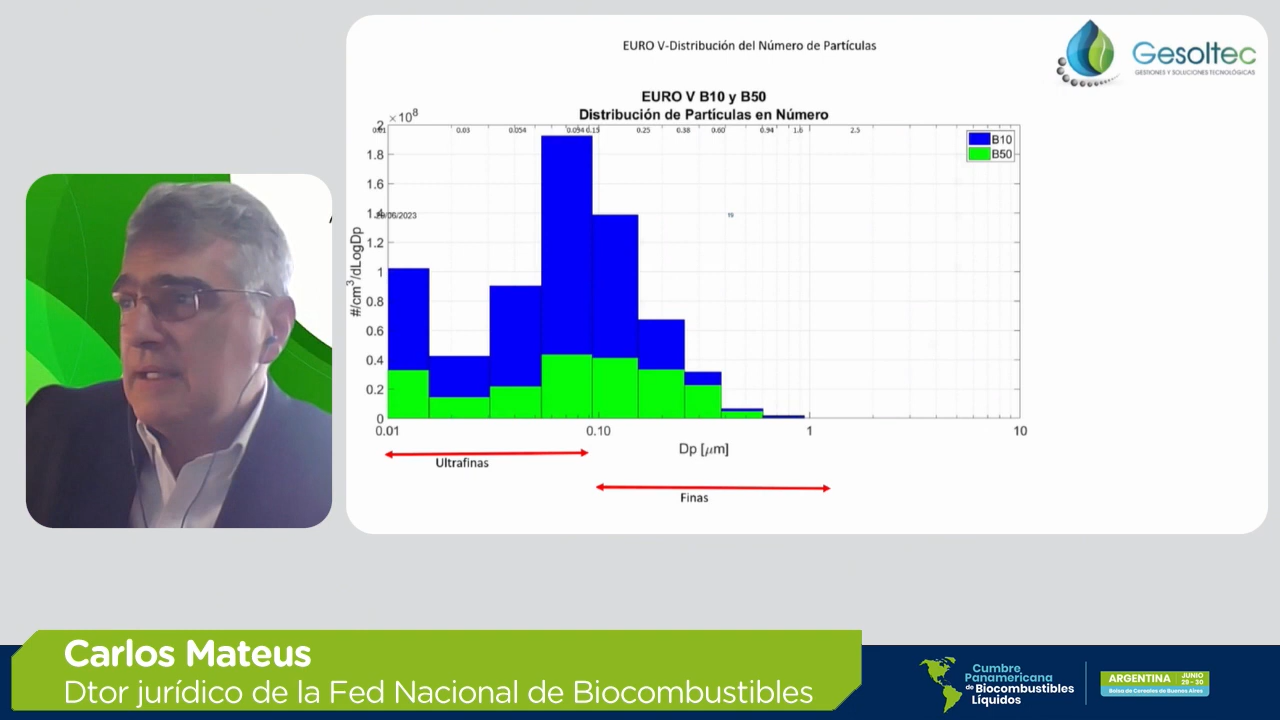 EURO V-Distribución del Número de Partículas
Gesoltec
GESTIONES Y SOLUCIONES TECNOLÓGICAS
EURO V B10 y B50
Distribución de Partículas en Número
×10⁸
0.01 0.03 0.054 0.094 0.15 0.25 0.38 0.60 0.94 1.6 2.5
B10
B50
2
1.8
1.6
1.4
29/06/2023
19
1.2
1
0.8
0.6
0.4
0.2
0
#/cm³/dLogDp
0.01 0.10 1 10
Dp [μm]
Ultrafinas
Finas
Carlos Mateus
Dtor jurídico de la Fed Nacional de Biocombustibles
Cumbre
Panamericana
de Biocombustibles
Líquidos
ARGENTINA
JUNIO
29 - 30
Bolsa de Cereales de Buenos Aires